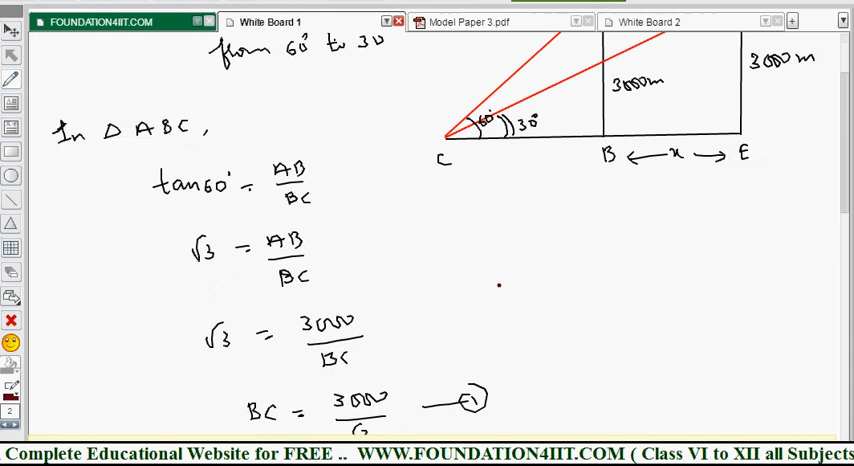 FOUNDATION4IIT.COM
White Board 1
Model Paper 3.pdf
White Board 2
from 60° to 30
3000m
3000m
60°
30°
C
B
x
E
In Δ ABC,
tan60° = AB
BC
√3 = AB
BC
√3 = 3000
BC
BC = 3000
1
2
Complete Educational Website for FREE .. WWW.FOUNDATION4IIT.COM ( Class VI to XII all Subjects